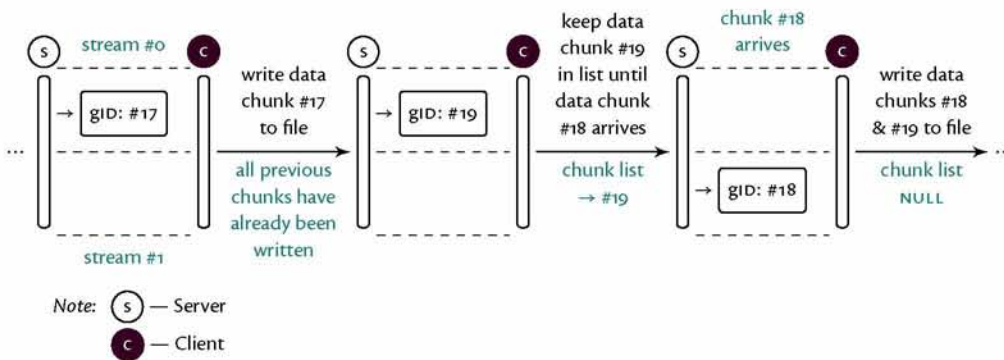 S
stream #0
C
gID: #17
...
stream #1
write data
chunk #17
to file
all previous
chunks have
already been
written
S
C
gID: #19
keep data
chunk #19
in list until
data chunk
#18 arrives
chunk list
→ #19
S
chunk #18
arrives
C
gID: #18
write data
chunks #18
& #19 to file
chunk list
NULL
...
Note: S — Server
C — Client